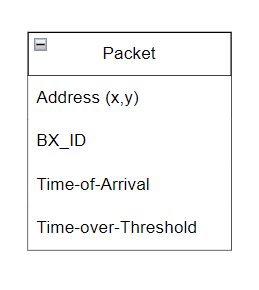 Packet
Address (x,y)
BX_ID
Time-of-Arrival
Time-over-Threshold